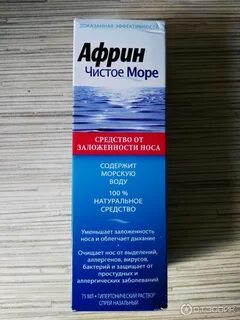 ДОКАЗАННАЯ ЭФФЕКТИВНОСТЬ
Африн
Чистое Море
СРЕДСТВО ОТ
ЗАЛОЖЕННОСТИ НОСА
СОДЕРЖИТ
МОРСКУЮ
ВОДУ
100 %
НАТУРАЛЬНОЕ
СРЕДСТВО
Уменьшает заложенность
носа и облегчает дыхание
Очищает нос от выделений,
аллергенов, вирусов,
бактерий и защищает от
простудных и
аллергических заболеваний
75 МЛ • ГИПЕРТОНИЧЕСКИЙ РАСТВОР
СПРЕЙ НАЗАЛЬНЫЙ